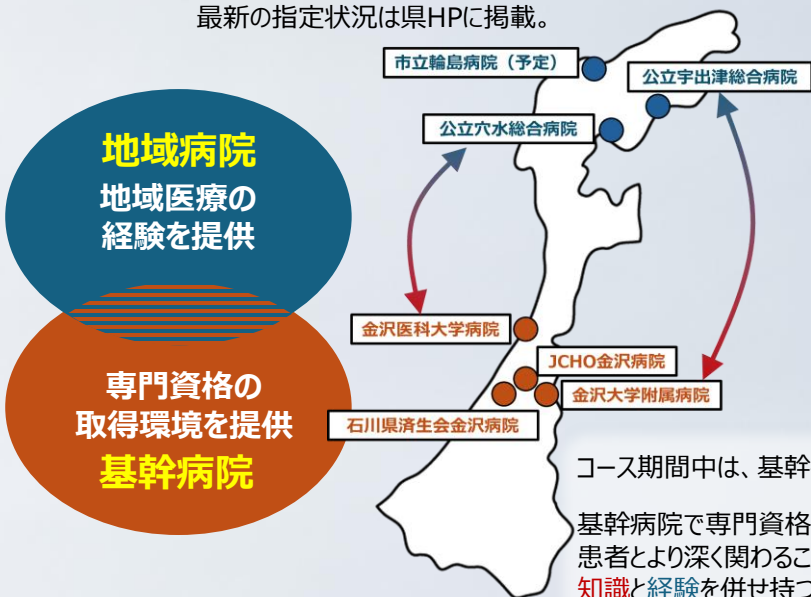 最新の指定状況は県HPに掲載。
市立輪島病院（予定）
公立宇出津総合病院
公立穴水総合病院
地域病院
地域医療の
経験を提供
金沢医科大学病院
JCHO金沢病院
金沢大学附属病院
石川県済生会金沢病院
専門資格の
取得環境を提供
基幹病院
コース期間中は、基幹
基幹病院で専門資格
患者とより深く関わるこ
知識と経験を併せ持つ